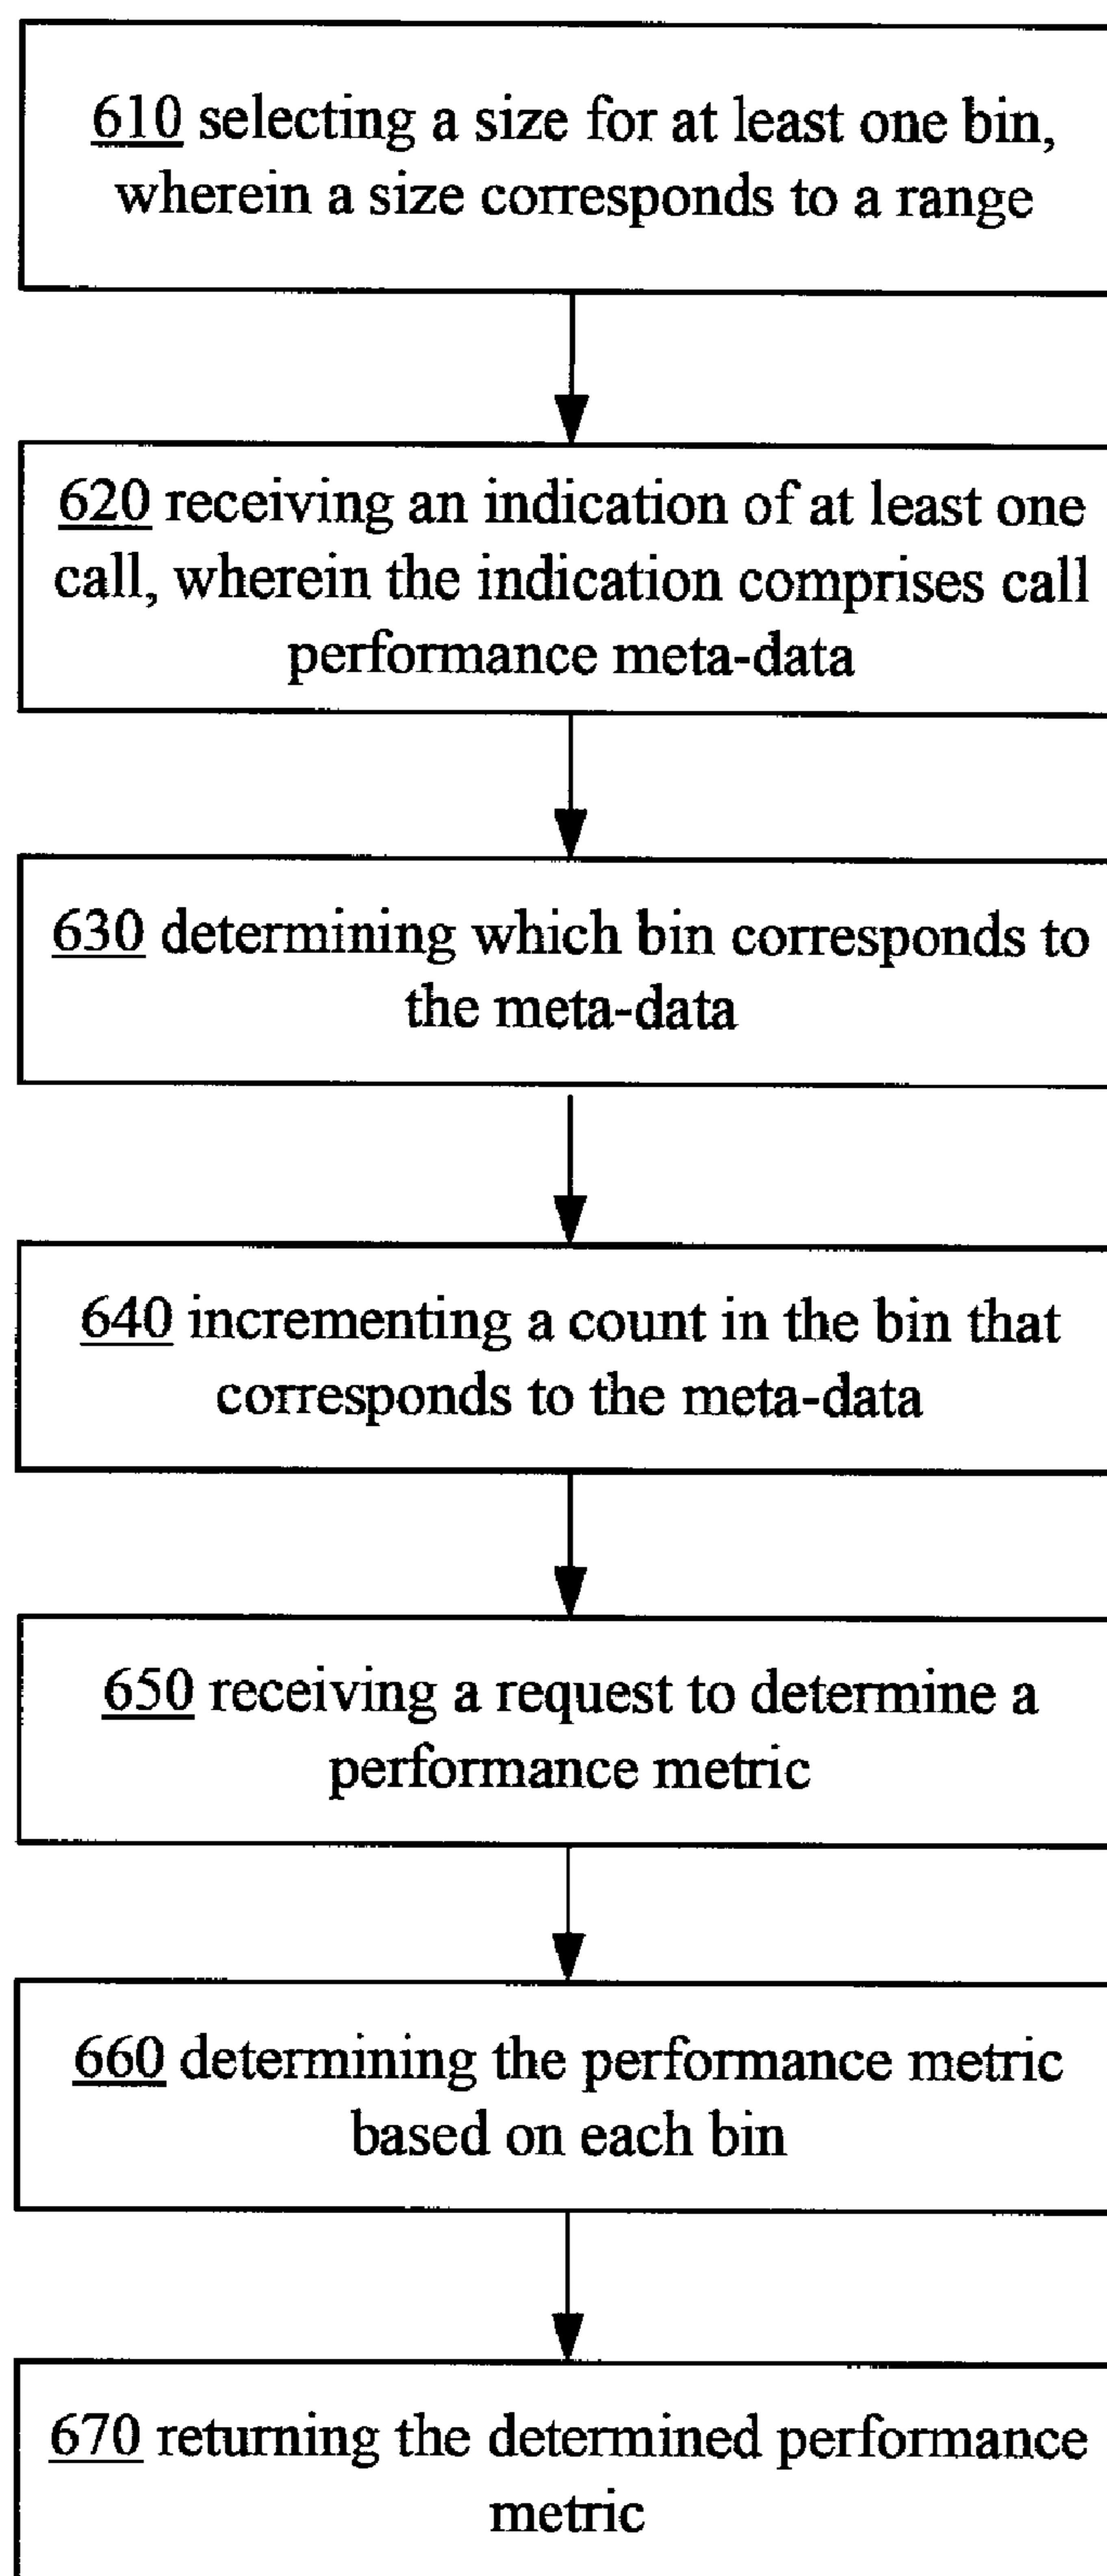 610 selecting a size for at least one bin,
wherein a size corresponds to a range
620 receiving an indication of at least one
call, wherein the indication comprises call
performance meta-data
630 determining which bin corresponds to
the meta-data
640 incrementing a count in the bin that
corresponds to the meta-data
650 receiving a request to determine a
performance metric
660 determining the performance metric
based on each bin
670 returning the determined performance
metric